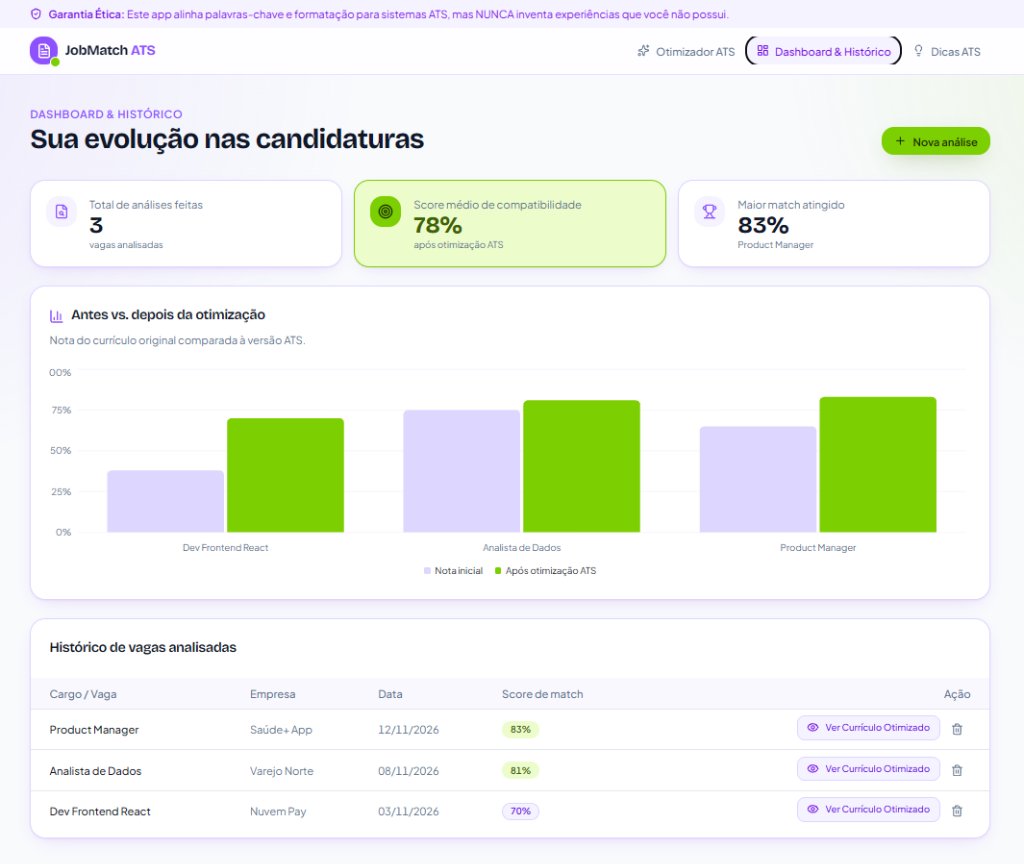 Garantia Ética: Este app alinha palavras-chave e formatação para sistemas ATS, mas NUNCA inventa experiências que você não possui.
JobMatch ATS
Otimizador ATS
Dashboard & Histórico
Dicas ATS
DASHBOARD & HISTÓRICO
Sua evolução nas candidaturas
+ Nova análise
Total de análises feitas
3
vagas analisadas
Score médio de compatibilidade
78%
após otimização ATS
Maior match atingido
83%
Product Manager
Antes vs. depois da otimização
Nota do currículo original comparada à versão ATS.
00%
75%
50%
25%
0%
Dev Frontend React
Analista de Dados
Product Manager
Nota inicial
Após otimização ATS
Histórico de vagas analisadas
Cargo / Vaga Empresa Data Score de match Ação
Product Manager Saúde+ App 12/11/2026 83% Ver Currículo Otimizado
Analista de Dados Varejo Norte 08/11/2026 81% Ver Currículo Otimizado
Dev Frontend React Nuvem Pay 03/11/2026 70% Ver Currículo Otimizado